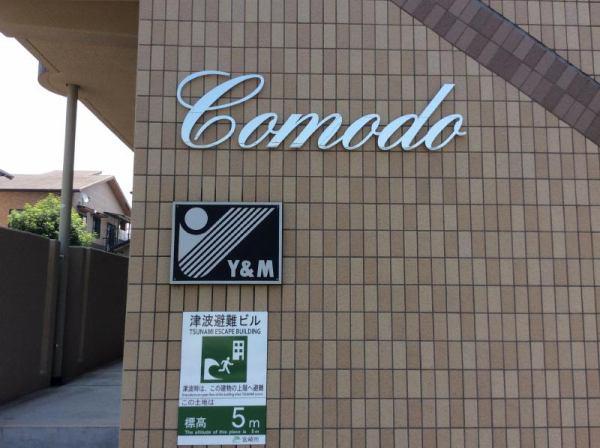 Comodo
Y&M
津波避難ビル
TSUNAMI ESCAPE BUILDING
津波時は、この建物の上階へ避難
この土地は
標高 5m
The altitude of this place is 5 m
宮崎市